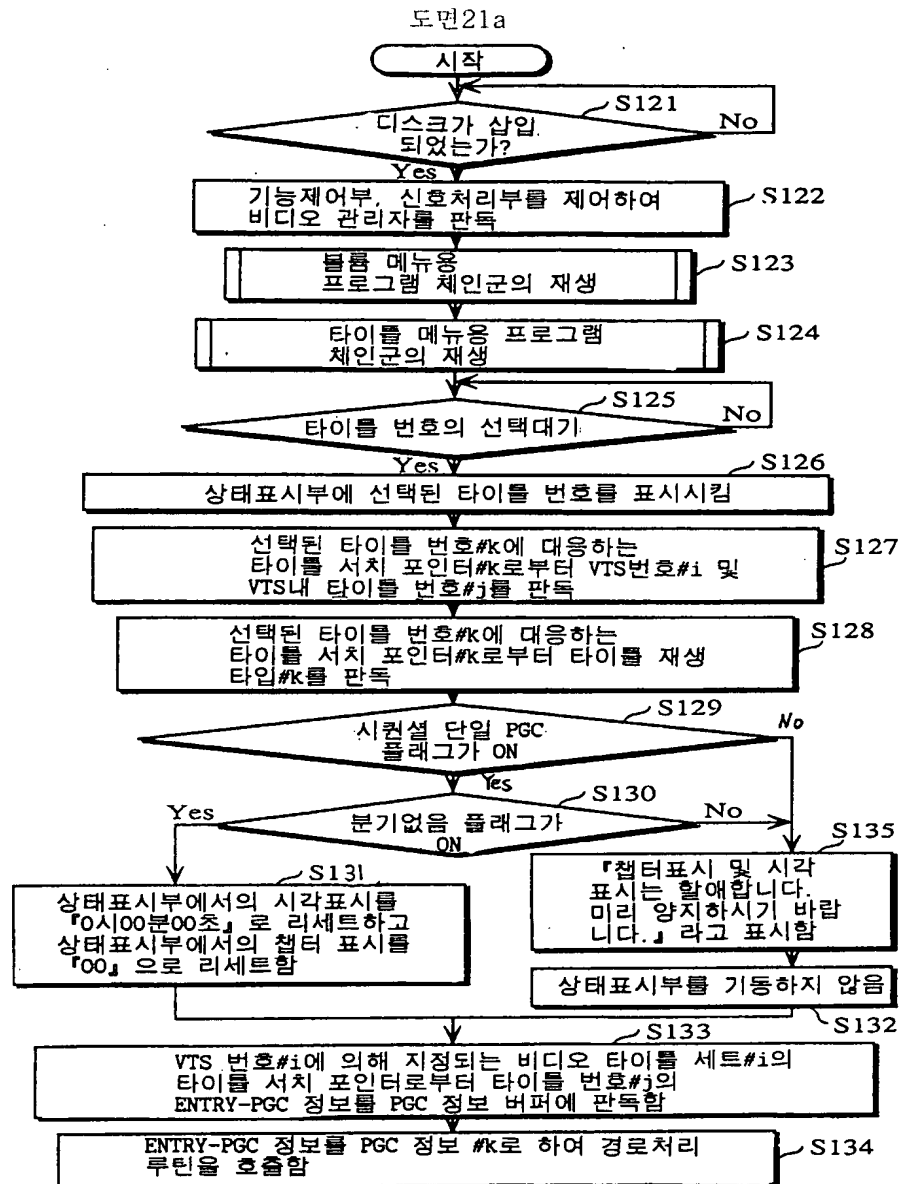 도면21a
시작
S121
디스크가 삽입
되었는가?
No
Yes
기능제어부, 신호처리부를 제어하여
비디오 관리자를 판독
S122
볼륨 메뉴용
프로그램 체인군의 재생
S123
타이틀 메뉴용 프로그램
체인군의 재생
S124
S125
타이틀 번호의 선택대기
No
Yes
S126
상태표시부에 선택된 타이틀 번호를 표시시킴
선택된 타이틀 번호#k에 대응하는
타이틀 서치 포인터#k로부터 VTS번호#i 및
VTS내 타이틀 번호#j를 판독
S127
선택된 타이틀 번호#k에 대응하는
타이틀 서치 포인터#k로부터 타이틀 재생
타입#k를 판독
S128
S129
시퀀셜 단일 PGC
플래그가 ON
No
Yes
S130
분기없음 플래그가
ON
Yes
No
S131
상태표시부에서의 시각표시를
『0시00분00초』로 리세트하고
상태표시부에서의 챕터 표시를
『00』으로 리세트함
S135
『챕터표시 및 시각
표시는 할애합니다.
미리 양지하시기 바랍
니다.』라고 표시함
상태표시부를 기동하지 않음
S132
S133
VTS 번호#i에 의해 지정되는 비디오 타이틀 세트#i의
타이틀 서치 포인터로부터 타이틀 번호#j의
ENTRY-PGC 정보를 PGC 정보 버퍼에 판독함
ENTRY-PGC 정보를 PGC 정보 #k로 하여 경로처리
루틴을 호출함
S134